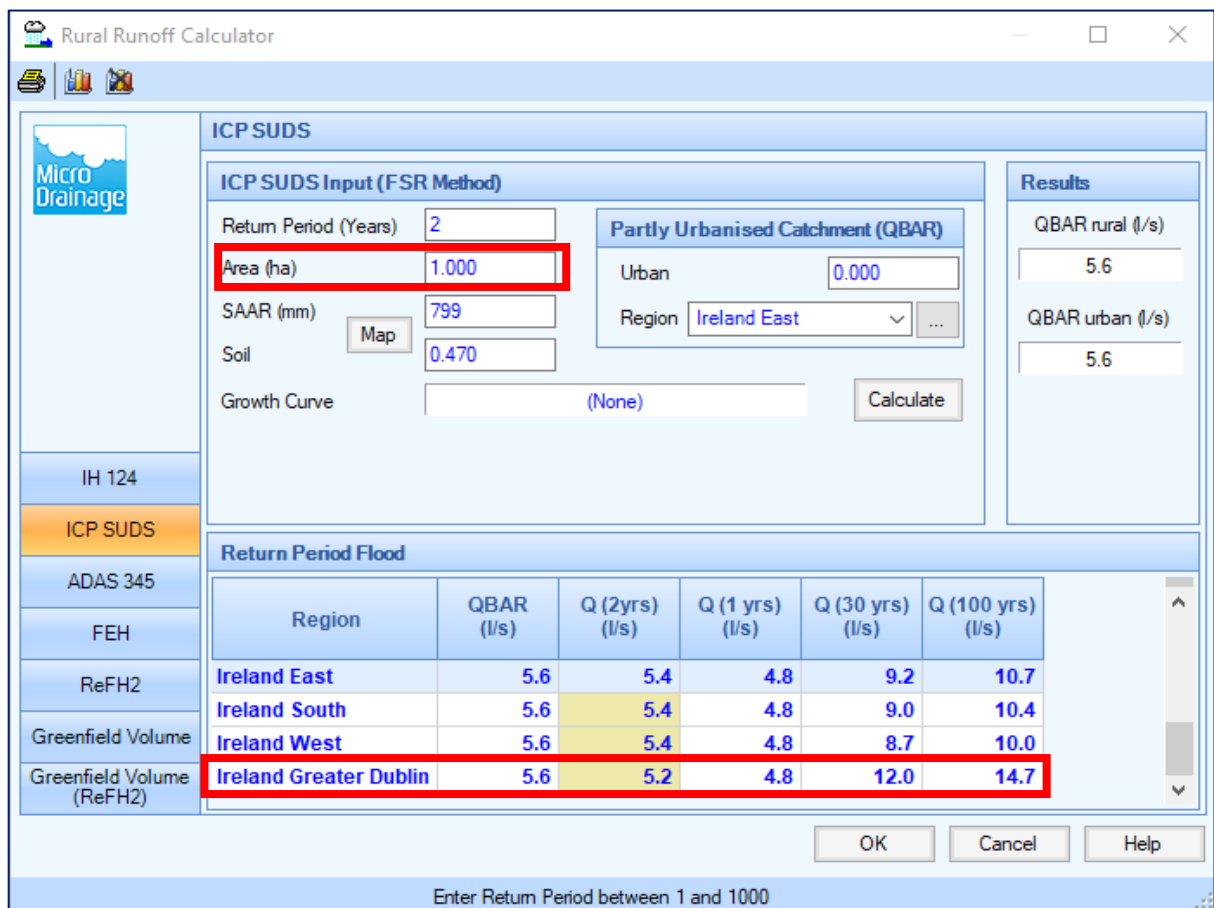 Rural Runoff Calculator
Micro
Drainage
IH 124
ICP SUDS
ADAS 345
FEH
ReFH2
Greenfield Volume
Greenfield Volume
(ReFH2)
ICP SUDS
ICP SUDS Input (FSR Method)
Return Period (Years) 2
Area (ha) 1.000
SAAR (mm) 799
Map
Soil 0.470
Growth Curve (None)
Calculate
Partly Urbanised Catchment (QBAR)
Urban 0.000
Region Ireland East ...
Results
QBAR rural (l/s)
5.6
QBAR urban (l/s)
5.6
Return Period Flood
Region QBAR (l/s) Q (2yrs) (l/s) Q (1 yrs) (l/s) Q (30 yrs) (l/s) Q (100 yrs) (l/s)
Ireland East 5.6 5.4 4.8 9.2 10.7
Ireland South 5.6 5.4 4.8 9.0 10.4
Ireland West 5.6 5.4 4.8 8.7 10.0
Ireland Greater Dublin 5.6 5.2 4.8 12.0 14.7
OK Cancel Help
Enter Return Period between 1 and 1000